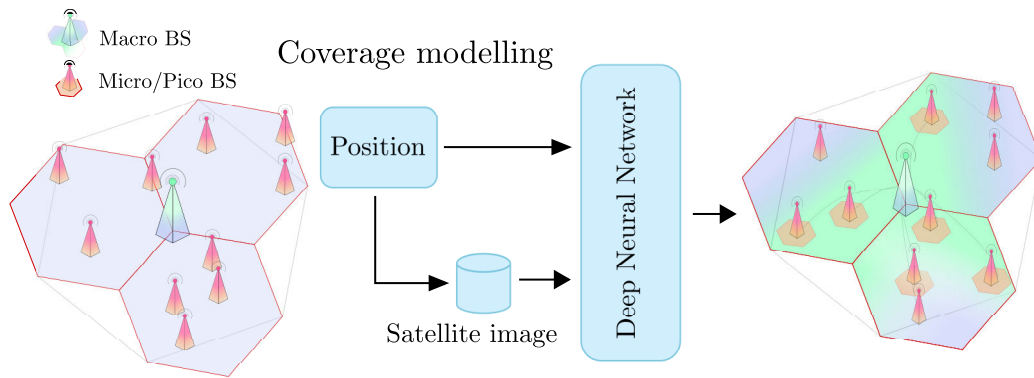 Macro BS
Micro/Pico BS
Coverage modelling
Position
Satellite image
Deep Neural Network